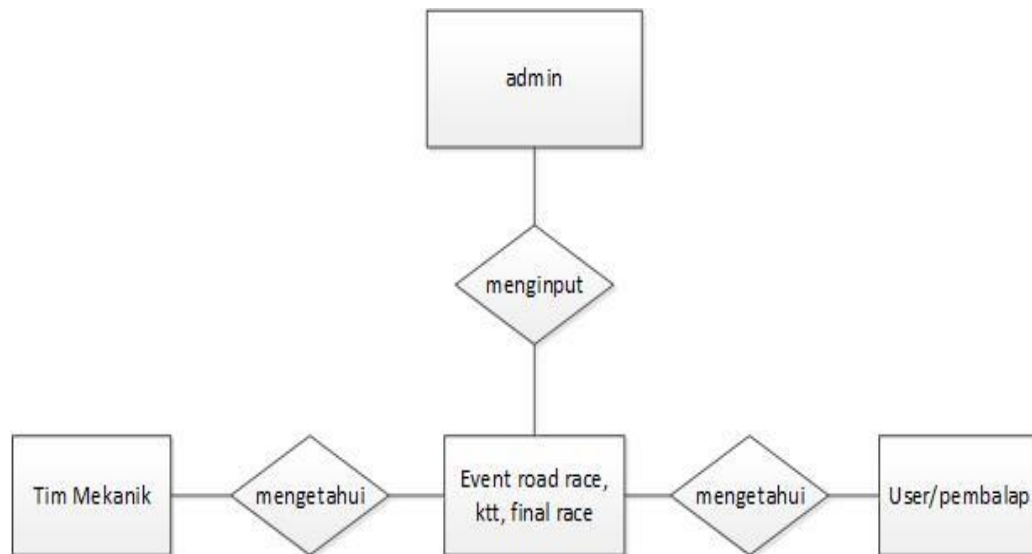 admin
menginput
Tim Mekanik
mengetahui
Event road race,
ktt, final race
mengetahui
User/pembalap